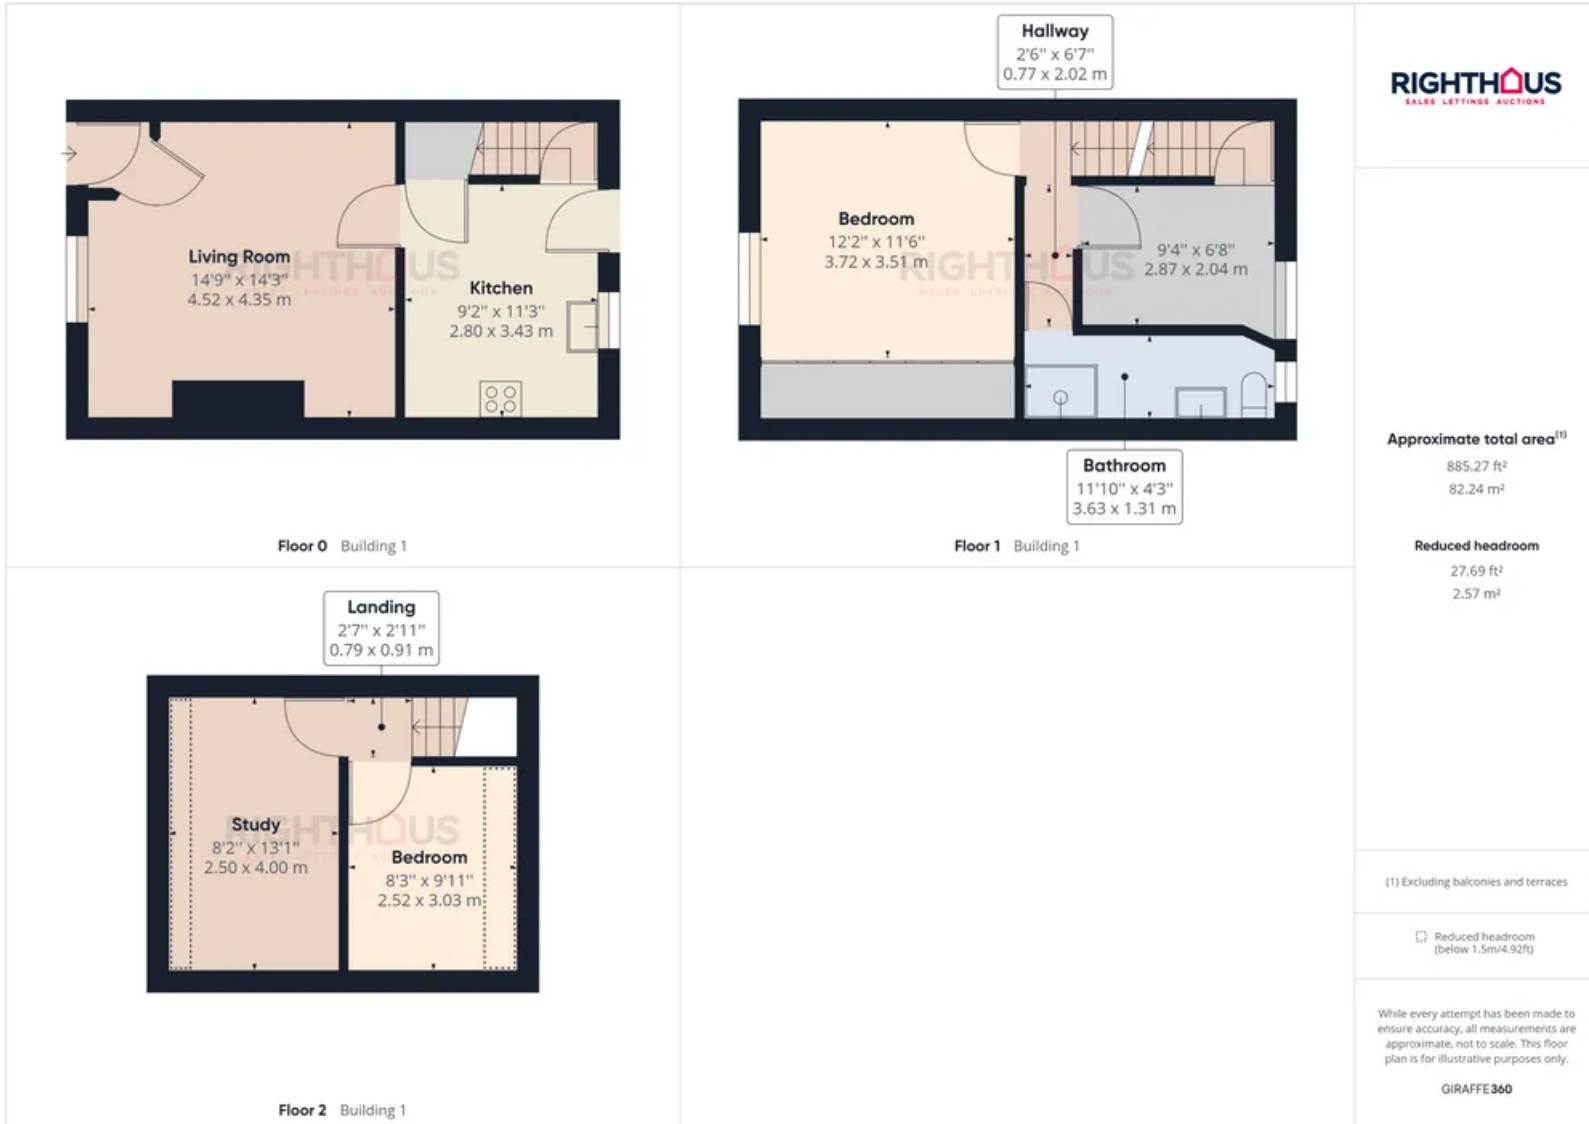 Living Room
14'9" x 14'3"
4.52 x 4.35 m
Kitchen
9'2" x 11'3"
2.80 x 3.43 m
Floor 0 Building 1
Hallway
2'6" x 6'7"
0.77 x 2.02 m
Bedroom
12'2" x 11'6"
3.72 x 3.51 m
9'4" x 6'8"
2.87 x 2.04 m
Bathroom
11'10" x 4'3"
3.63 x 1.31 m
Floor 1 Building 1
Landing
2'7" x 2'11"
0.79 x 0.91 m
Study
8'2" x 13'1"
2.50 x 4.00 m
Bedroom
8'3" x 9'11"
2.52 x 3.03 m
Floor 2 Building 1
RIGHTHOUS
SALES LETTINGS AUCTIONS
Approximate total area(1)
885.27 ft²
82.24 m²
Reduced headroom
27.69 ft²
2.57 m²
(1) Excluding balconies and terraces
Reduced headroom
(below 1.5m/4.92ft)
While every attempt has been made to
ensure accuracy, all measurements are
approximate, not to scale. This floor
plan is for illustrative purposes only.
GIRAFFE360